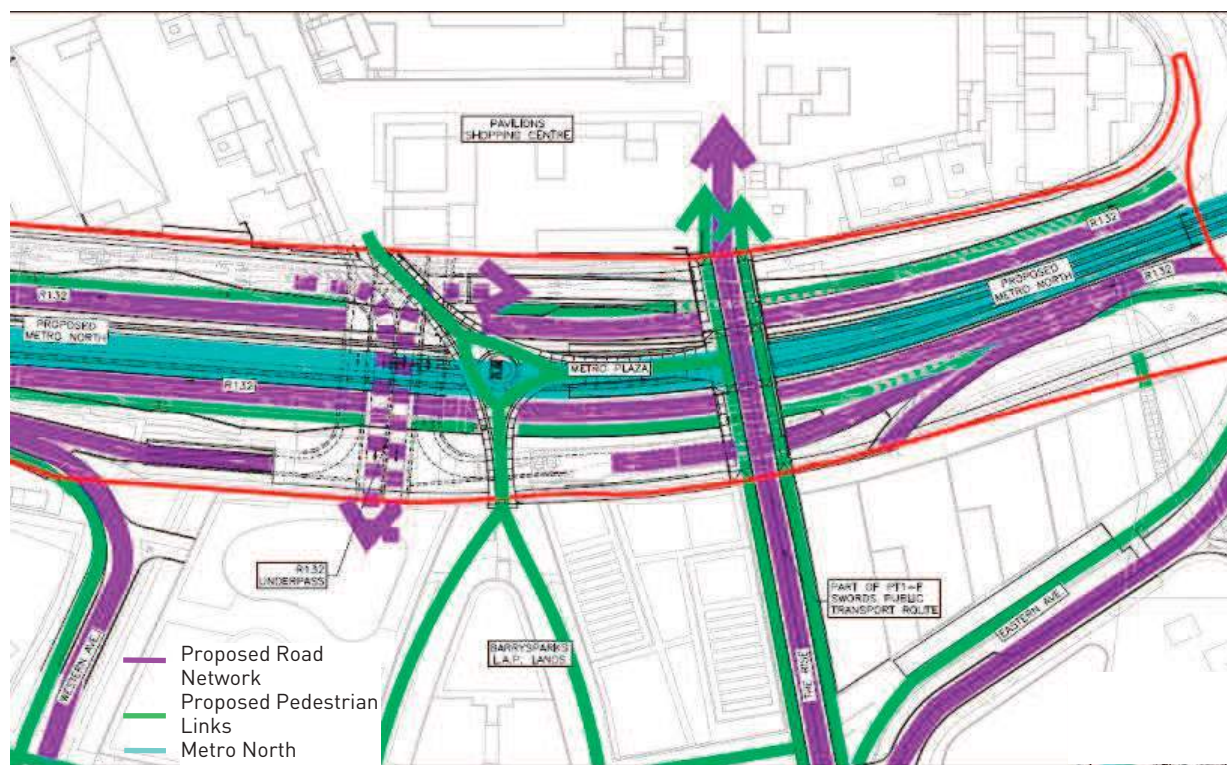 PAVILIONS
SHOPPING CENTRE
R132
PROPOSED
METRO NORTH
R132
R132
PROPOSED
METRO NORTH
R132
METRO PLAZA
R132
UNDERPASS
PART OF PT1-F
SWORDS PUBLIC
TRANSPORT ROUTE
EASTERN AVE
BARRYSPARKS
L.A.P. LANDS
THE RISE
WESTERN AVE
Proposed Road
Network
Proposed Pedestrian
Links
Metro North